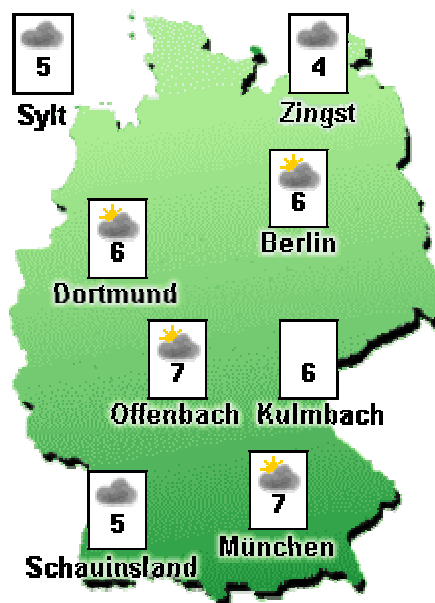 5
Sylt
4
Zingst
6
Berlin
6
Dortmund
7
Offenbach
6
Kulmbach
5
Schauinsland
7
München